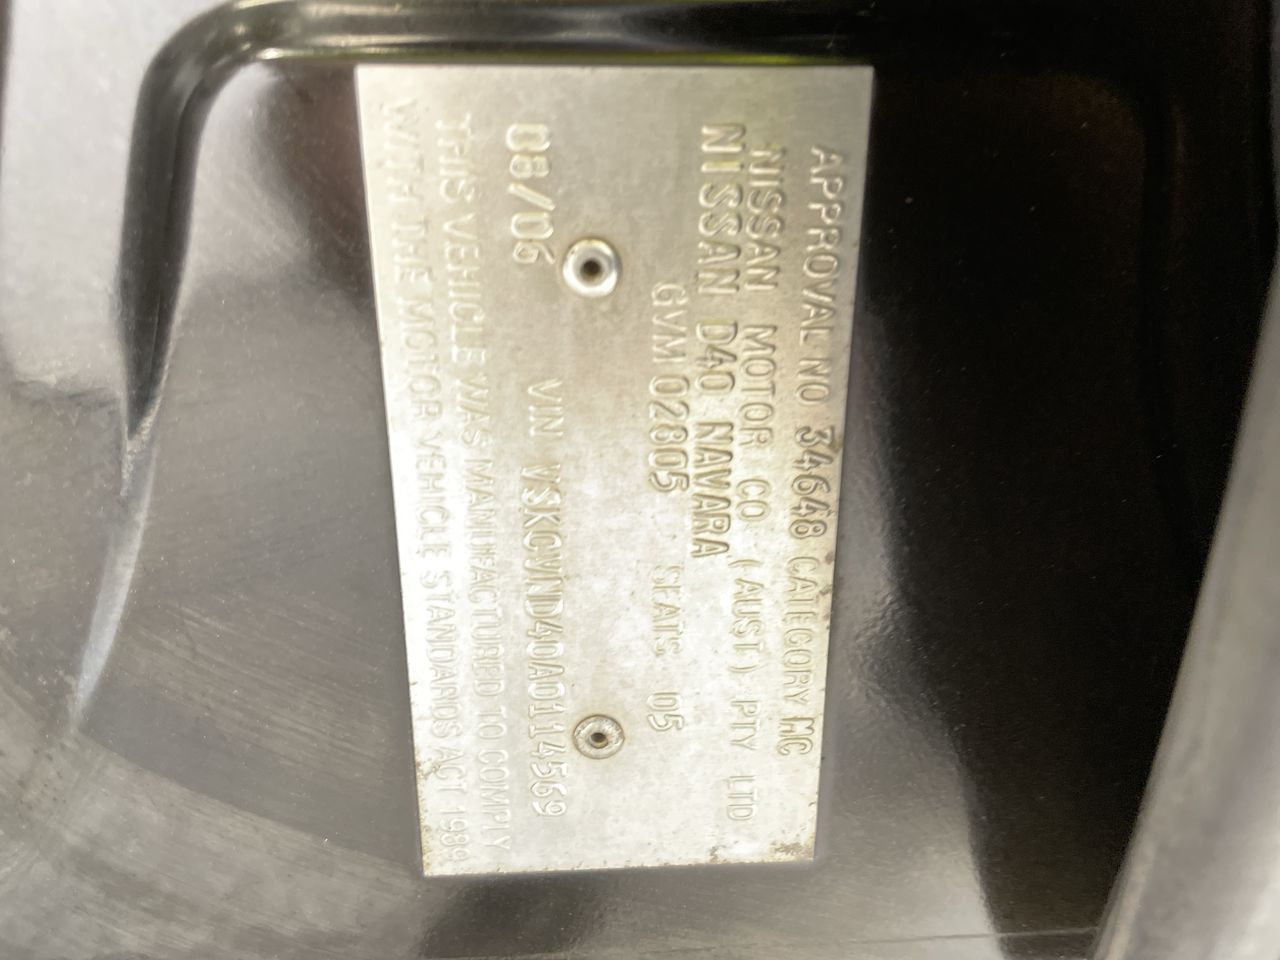 APPROVAL NO 34648 CATEGORY MC
NISSAN MOTOR CO (AUST) PTY LTD
NISSAN D40 NAVARA
GVM 02805 SEATS 05
08/06 VIN VSKCVND40A0114569
THIS VEHICLE WAS MANUFACTURED TO COMPLY
WITH THE MOTOR VEHICLE STANDARDS ACT 1989